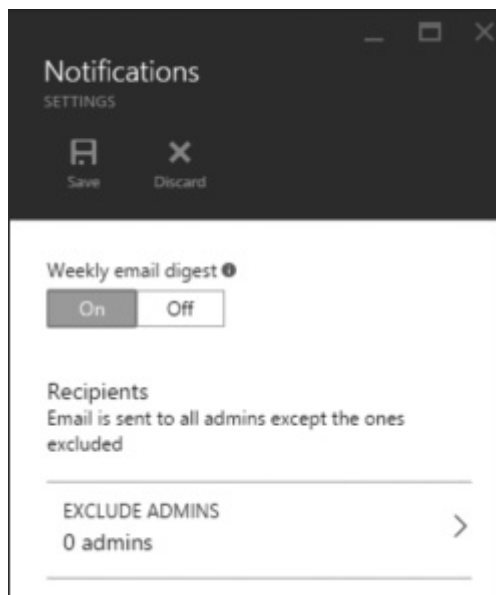 Notifications
SETTINGS
Save Discard
Weekly email digest
On Off
Recipients
Email is sent to all admins except the ones
excluded
EXCLUDE ADMINS
0 admins